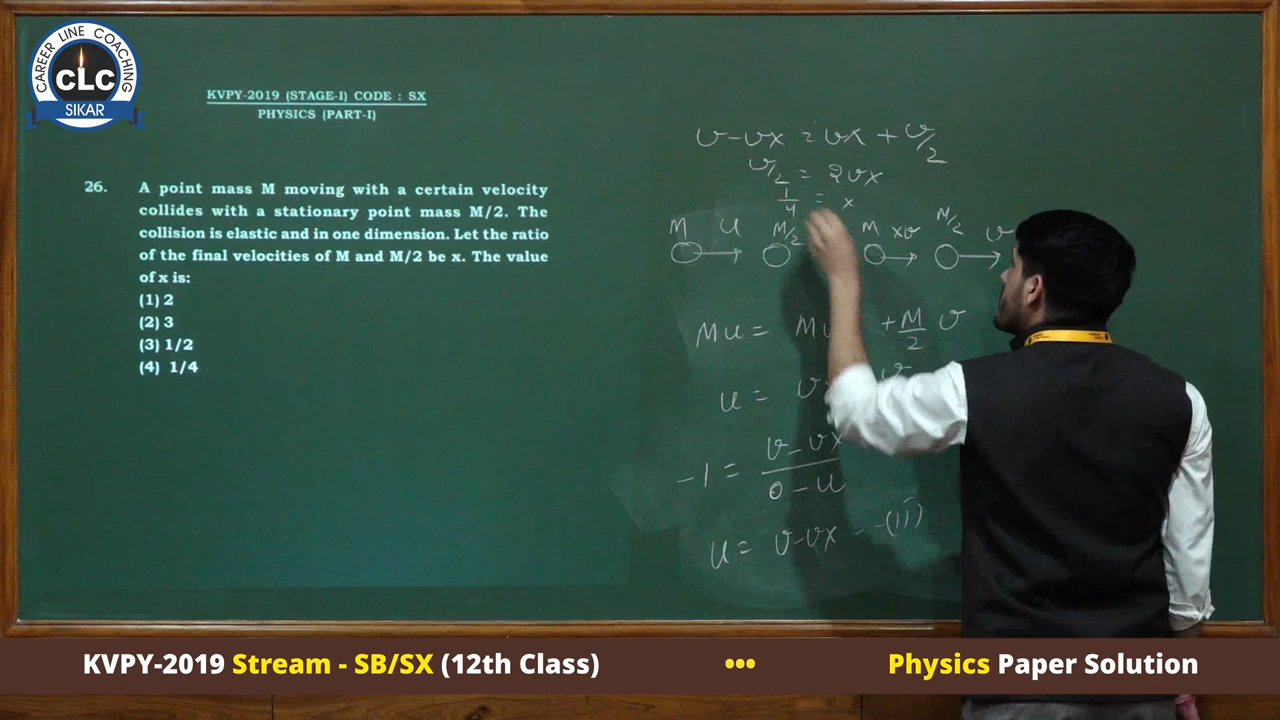 CAREER LINE COACHING
CLC
SIKAR
KVPY-2019 (STAGE-I) CODE : SX
PHYSICS (PART-I)
26. A point mass M moving with a certain velocity
collides with a stationary point mass M/2. The
collision is elastic and in one dimension. Let the ratio
of the final velocities of M and M/2 be x. The value
of x is:
(1) 2
(2) 3
(3) 1/2
(4) 1/4
v-vx = vx + v/2
v/2 = 2vx
1/4 = x
M u M/2 M xv M/2 v
Mu = M + M/2 v
u = v
-1 = v-vx / 0-u
u = v-vx -(ii)
KVPY-2019 Stream - SB/SX (12th Class) ••• Physics Paper Solution